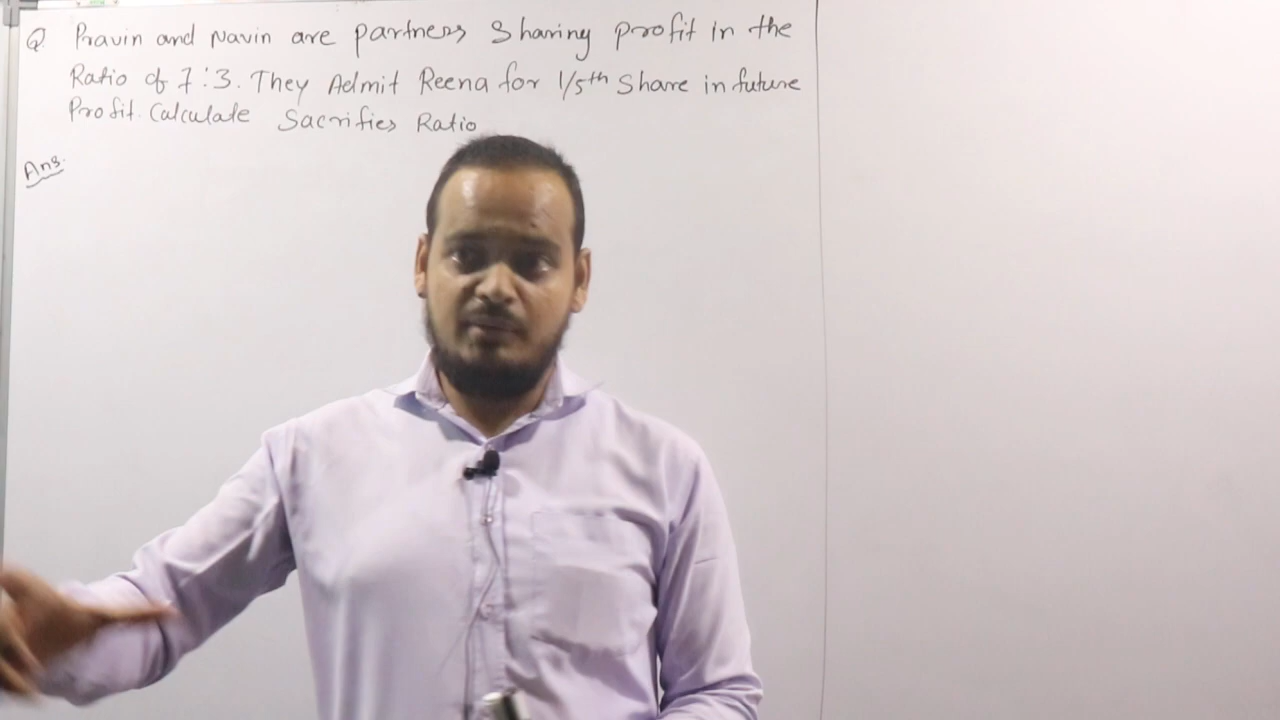 Q. Pravin and Navin are partners sharing profit in the
Ratio of 7:3. They Admit Reena for 1/5th Share in future
Profit. Calculate Sacrifies Ratio
Ans.